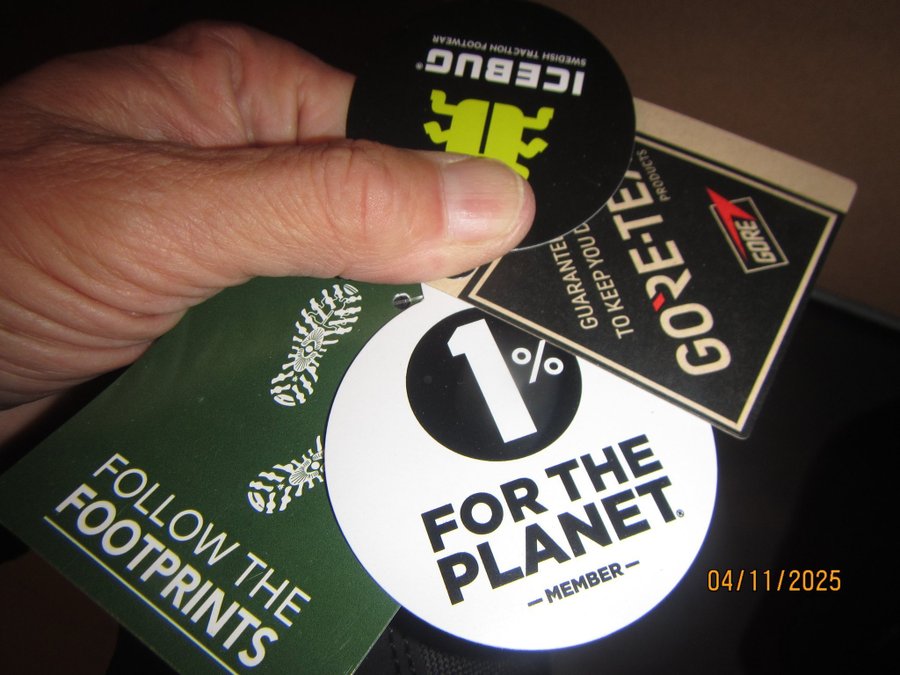 ICEBUG®
SWEDISH TRACTION FOOTWEAR
GUARANTEED
TO KEEP YOU
GORE-TEX
PRODUCTS
GORE
1%
FOR THE
PLANET®
— MEMBER —
FOLLOW THE
FOOTPRINTS
04/11/2025